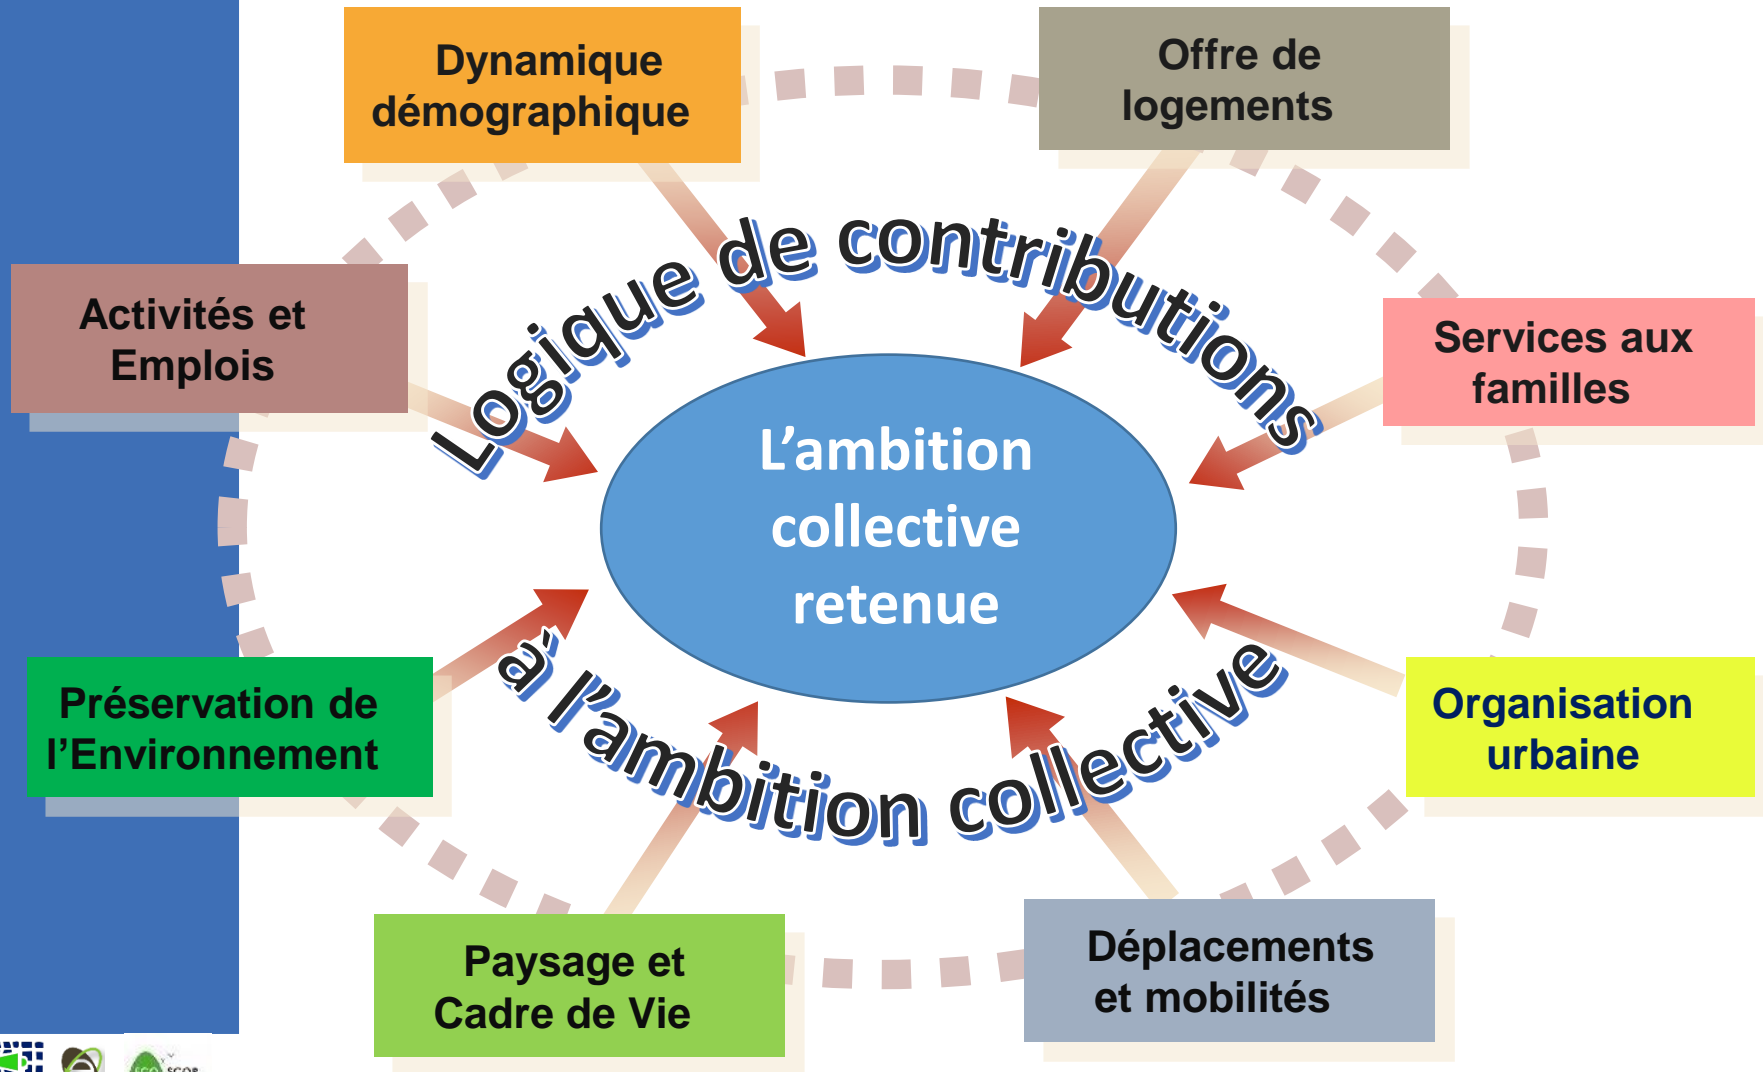 Dynamique
démographique
Offre de
logements
Activités et
Emplois
Logique de contributions
Services aux
familles
L’ambition
collective
retenue
Préservation de
l’Environnement
à l’ambition collective
Organisation
urbaine
Paysage et
Cadre de Vie
Déplacements
et mobilités